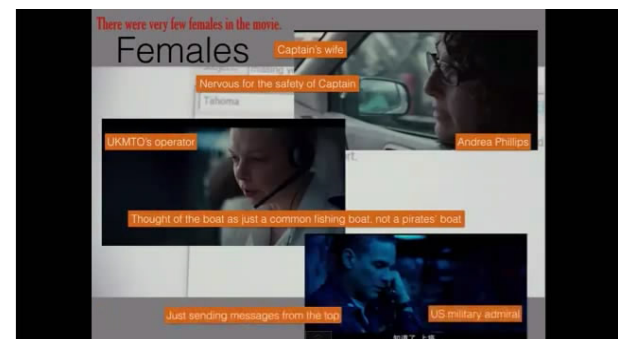 There were very few females in the movie.
Females
Captain's wife
Nervous for the safety of Captain
Tahoma
UKMTO's operator
Andrea Phillips
rt.
Thought of the boat as just a common fishing boat, not a pirates' boat
Just sending messages from the top
US military admiral